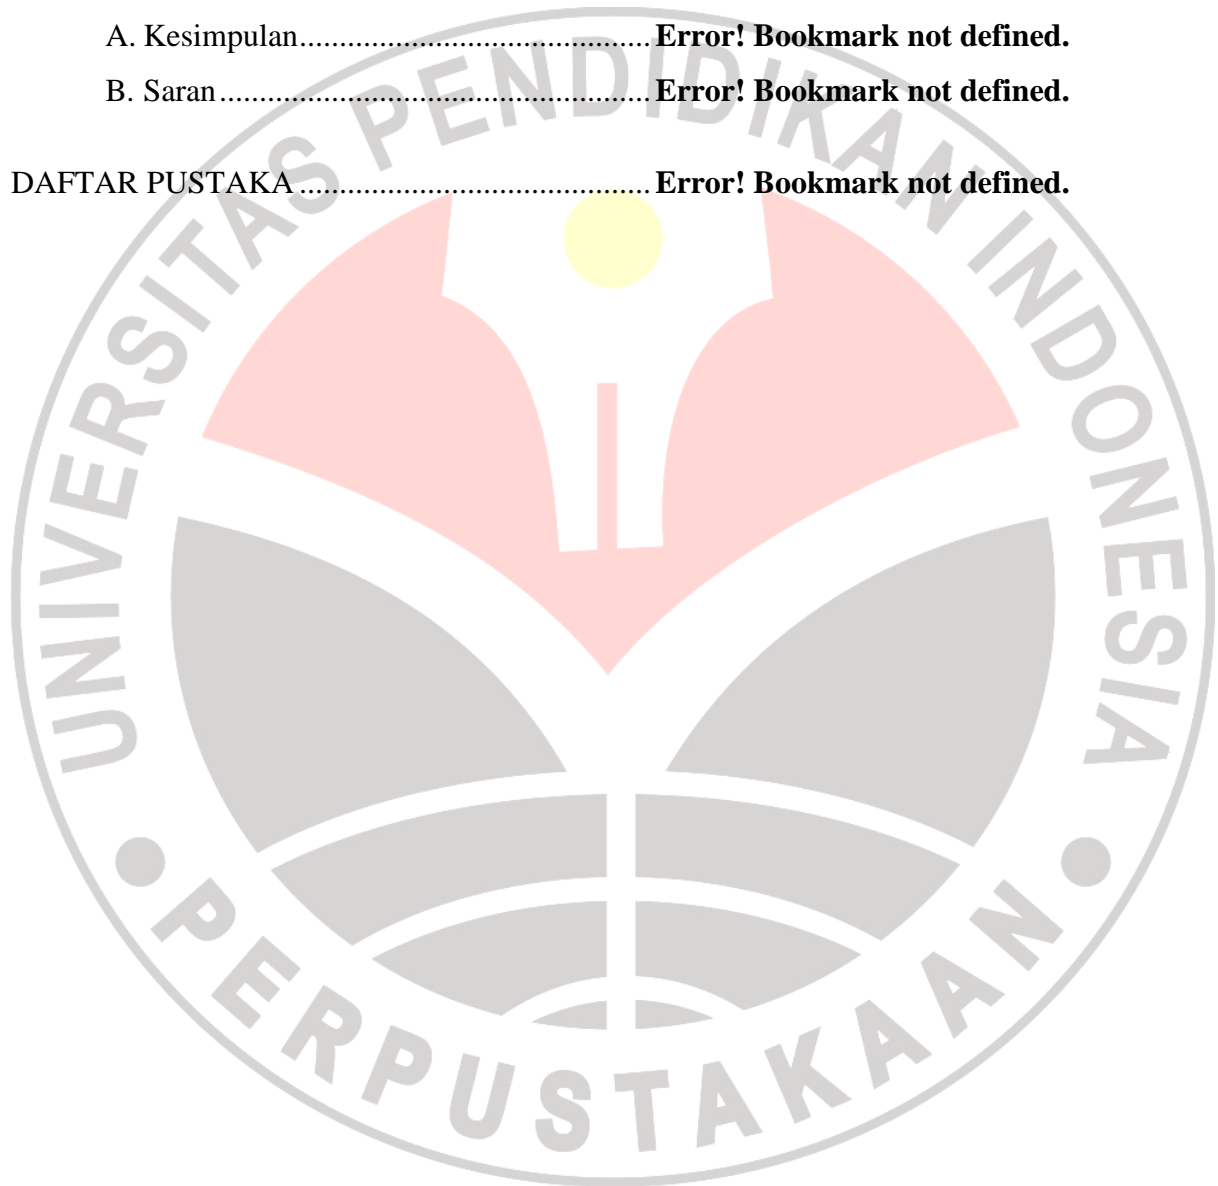 A. Kesimpulan............................................ Error! Bookmark not defined.
B. Saran...................................................... Error! Bookmark not defined.
DAFTAR PUSTAKA............................................ Error! Bookmark not defined.
UNIVERSITAS PENDIDIKAN INDONESIA
PERPUSTAKAAN